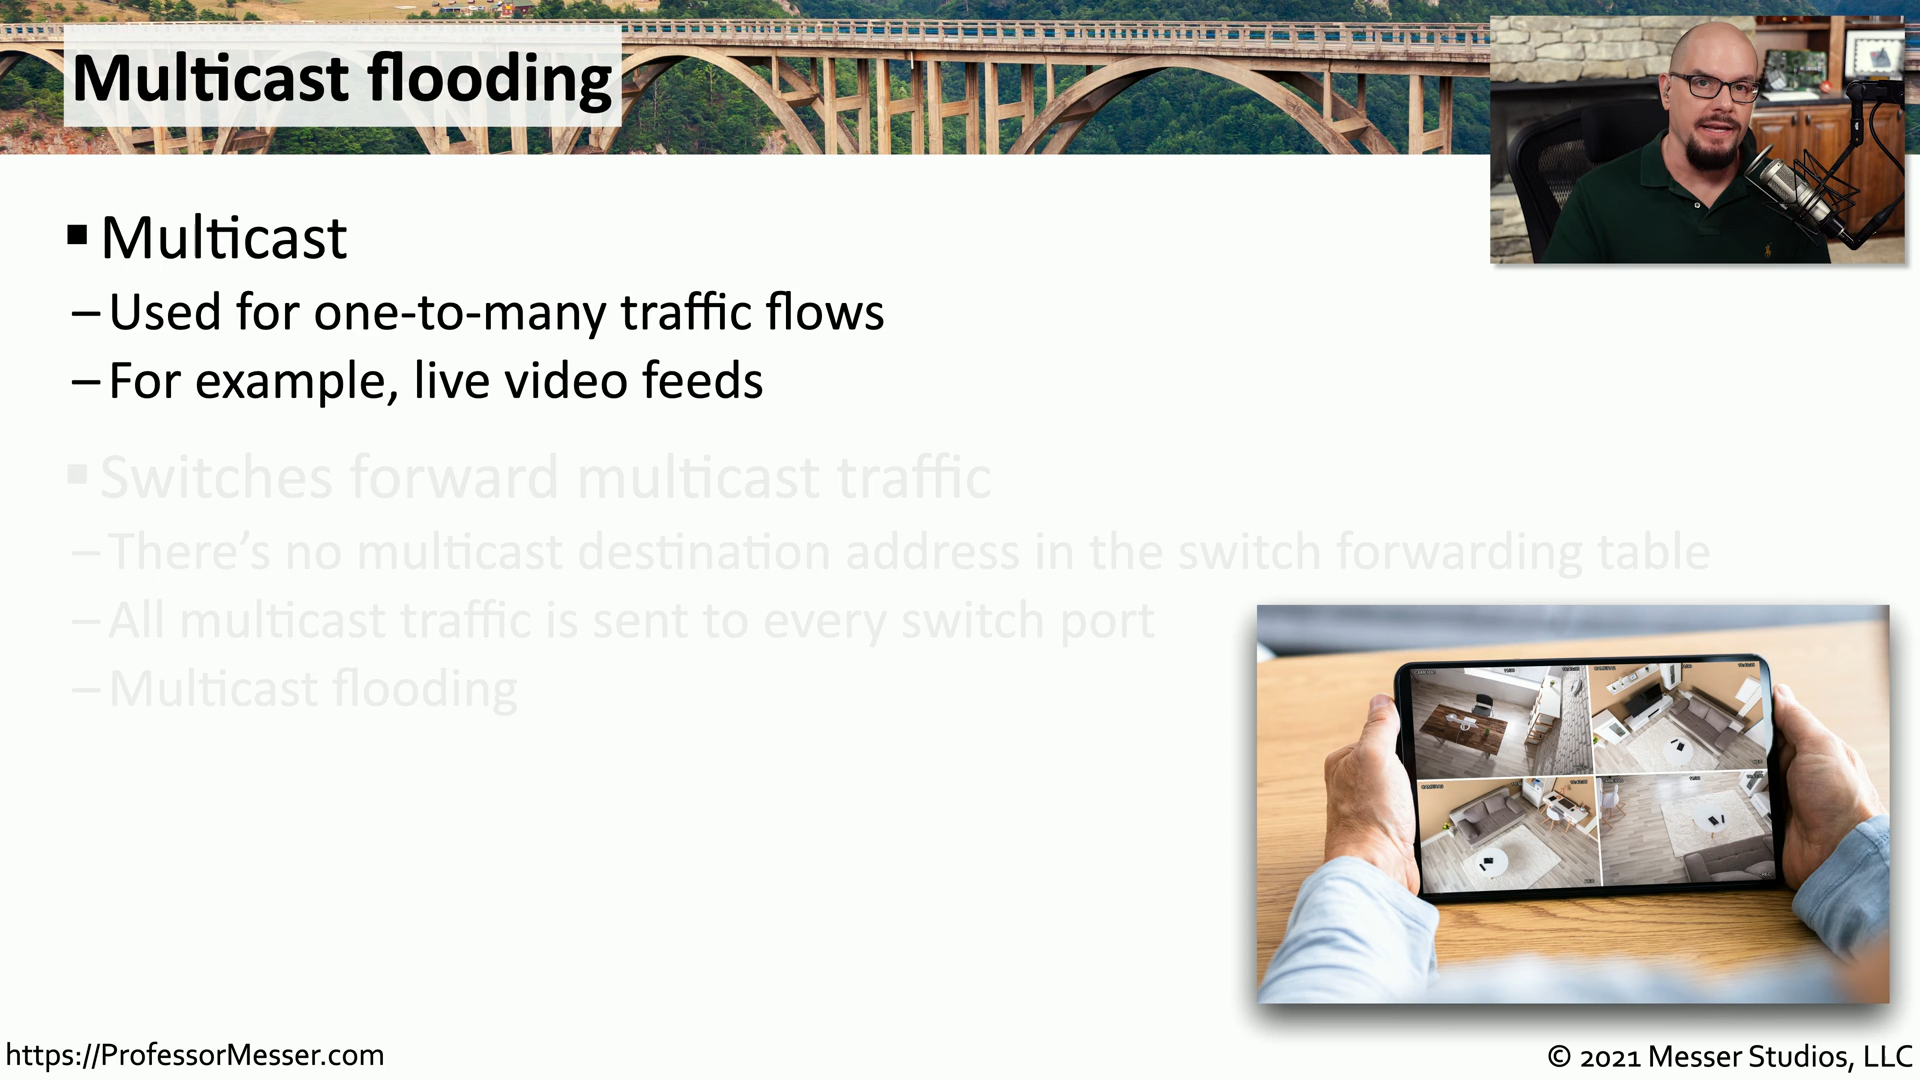 Multicast flooding
▪ Multicast
– Used for one-to-many traffic flows
– For example, live video feeds
▪ Switches forward multicast traffic
– There’s no multicast destination address in the switch forwarding table
– All multicast traffic is sent to every switch port
– Multicast flooding
https://ProfessorMesser.com
© 2021 Messer Studios, LLC